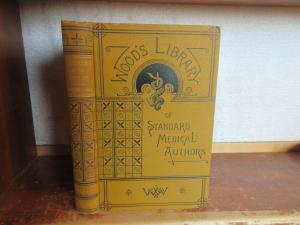 WOOD'S LIBRARY
OF
STANDARD
MEDICAL
AUTHORS